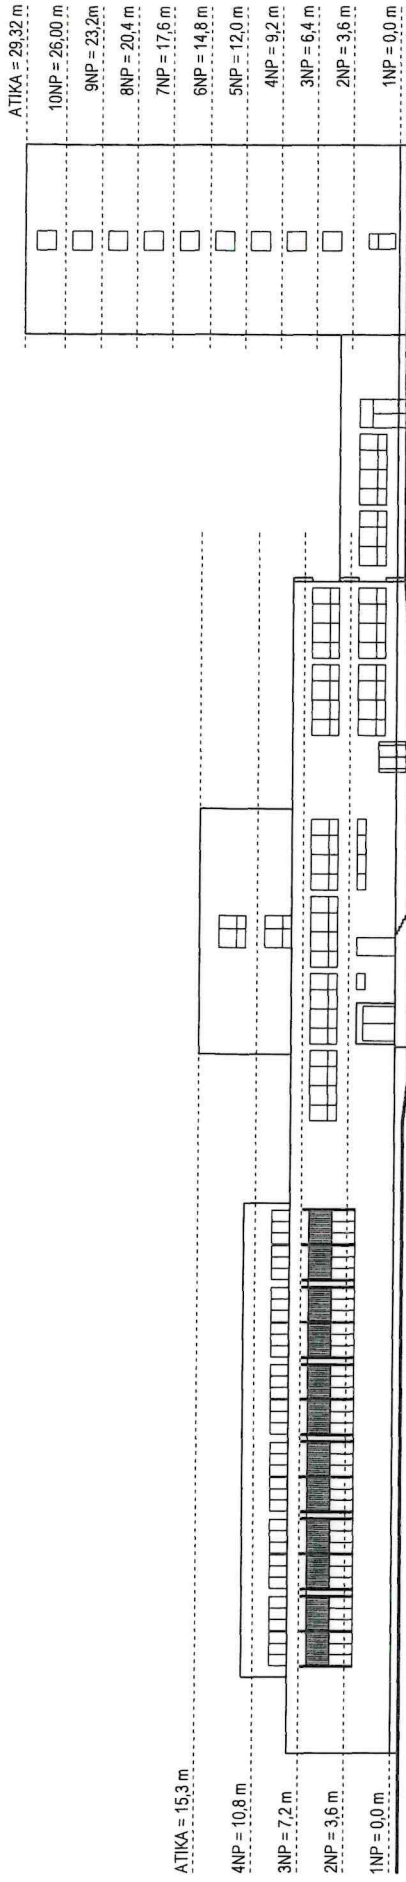 ATIKA = 29,32 m
10NP = 26,00 m
9NP = 23,2m
8NP = 20,4 m
7NP = 17,6 m
6NP = 14,8 m
5NP = 12,0 m
4NP = 9,2 m
3NP = 6,4 m
2NP = 3,6 m
1NP = 0,0 m
ATIKA = 15,3 m
4NP = 10,8 m
3NP = 7,2 m
2NP = 3,6 m
1NP = 0,0 m